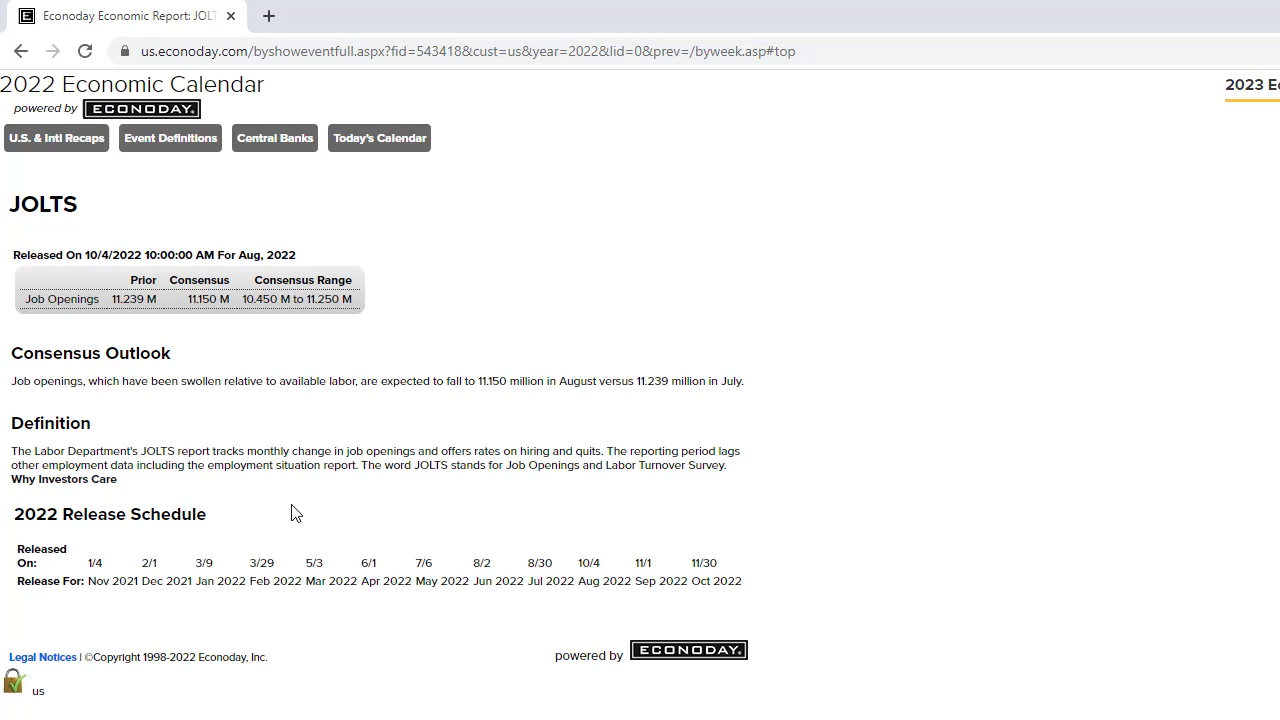 Econoday Economic Report: JOLT
us.econoday.com/byshoweventfull.aspx?fid=543418&cust=us&year=2022&lid=0&prev=/byweek.asp#top
2022 Economic Calendar
2023 Ec
powered by ECONODAY
U.S. & Intl Recaps Event Definitions Central Banks Today's Calendar
JOLTS
Released On 10/4/2022 10:00:00 AM For Aug, 2022
Prior Consensus Consensus Range
Job Openings 11.239 M 11.150 M 10.450 M to 11.250 M
Consensus Outlook
Job openings, which have been swollen relative to available labor, are expected to fall to 11.150 million in August versus 11.239 million in July.
Definition
The Labor Department's JOLTS report tracks monthly change in job openings and offers rates on hiring and quits. The reporting period lags
other employment data including the employment situation report. The word JOLTS stands for Job Openings and Labor Turnover Survey.
Why Investors Care
2022 Release Schedule
Released
On: 1/4 2/1 3/9 3/29 5/3 6/1 7/6 8/2 8/30 10/4 11/1 11/30
Release For: Nov 2021 Dec 2021 Jan 2022 Feb 2022 Mar 2022 Apr 2022 May 2022 Jun 2022 Jul 2022 Aug 2022 Sep 2022 Oct 2022
Legal Notices | ©Copyright 1998-2022 Econoday, Inc.
powered by ECONODAY
us